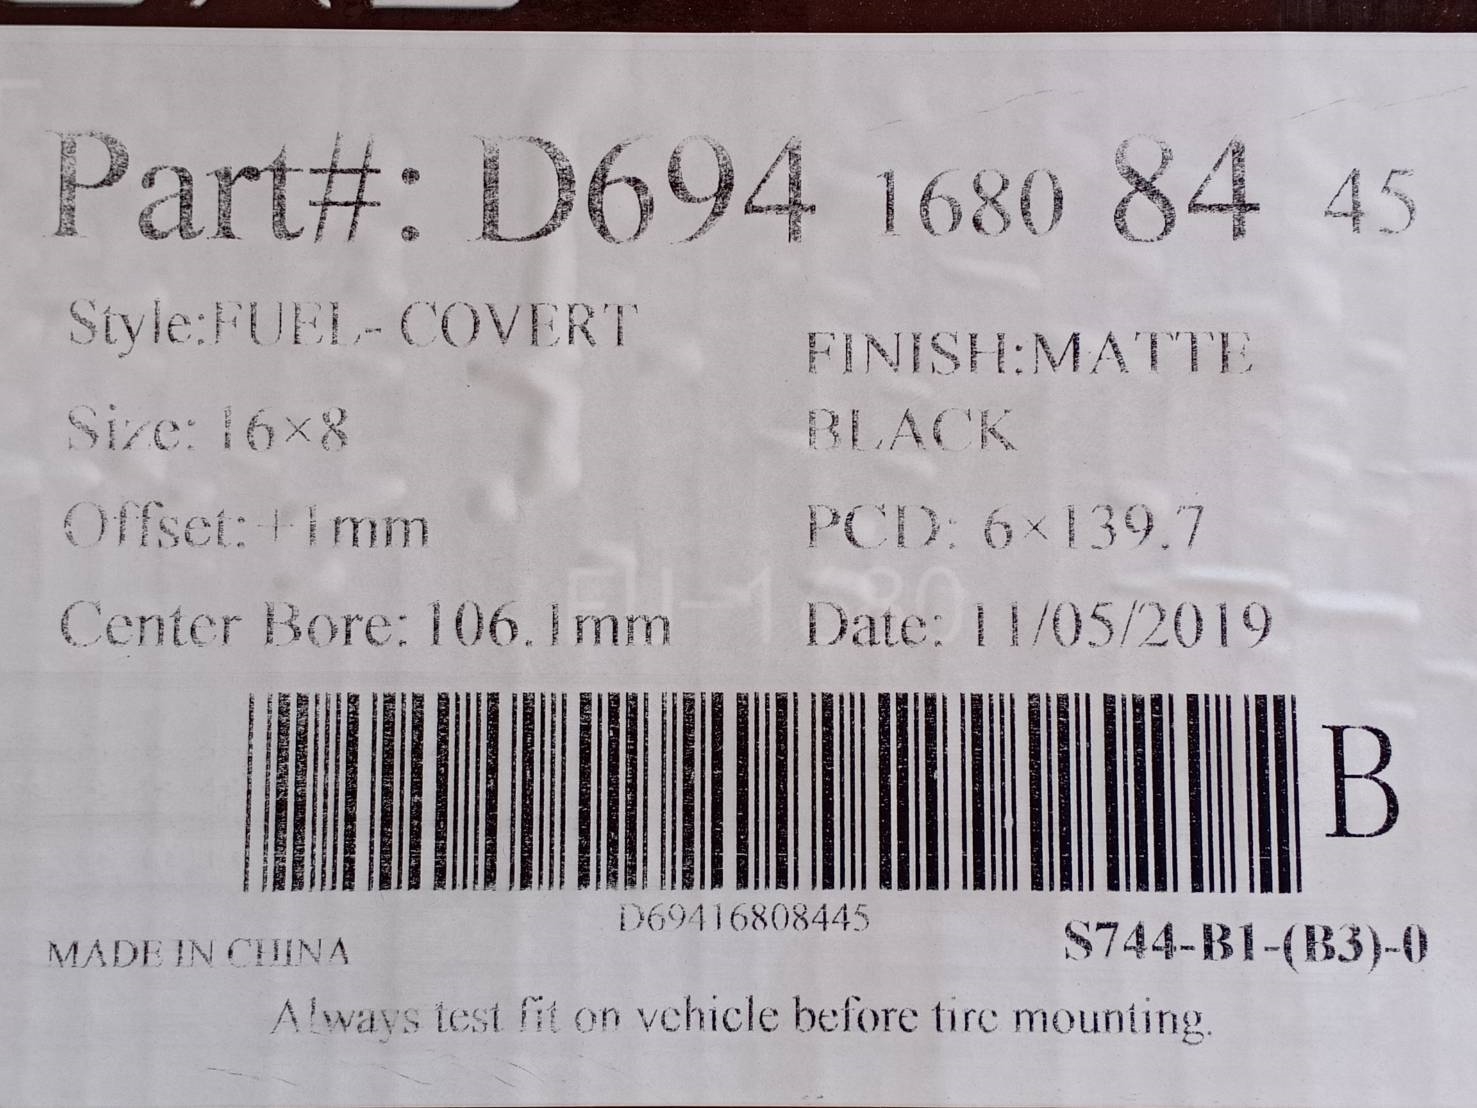 Part#: D694 1680 84 45
Style:FUEL-COVERT
FINISH:MATTE
BLACK
Size: 16×8
Offset:+1mm
PCD: 6×139.7
Center Bore: 106.1mm
Date: 11/05/2019
B
D69416808445
MADE IN CHINA
S744-B1-(B3)-0
Always test fit on vehicle before tire mounting.